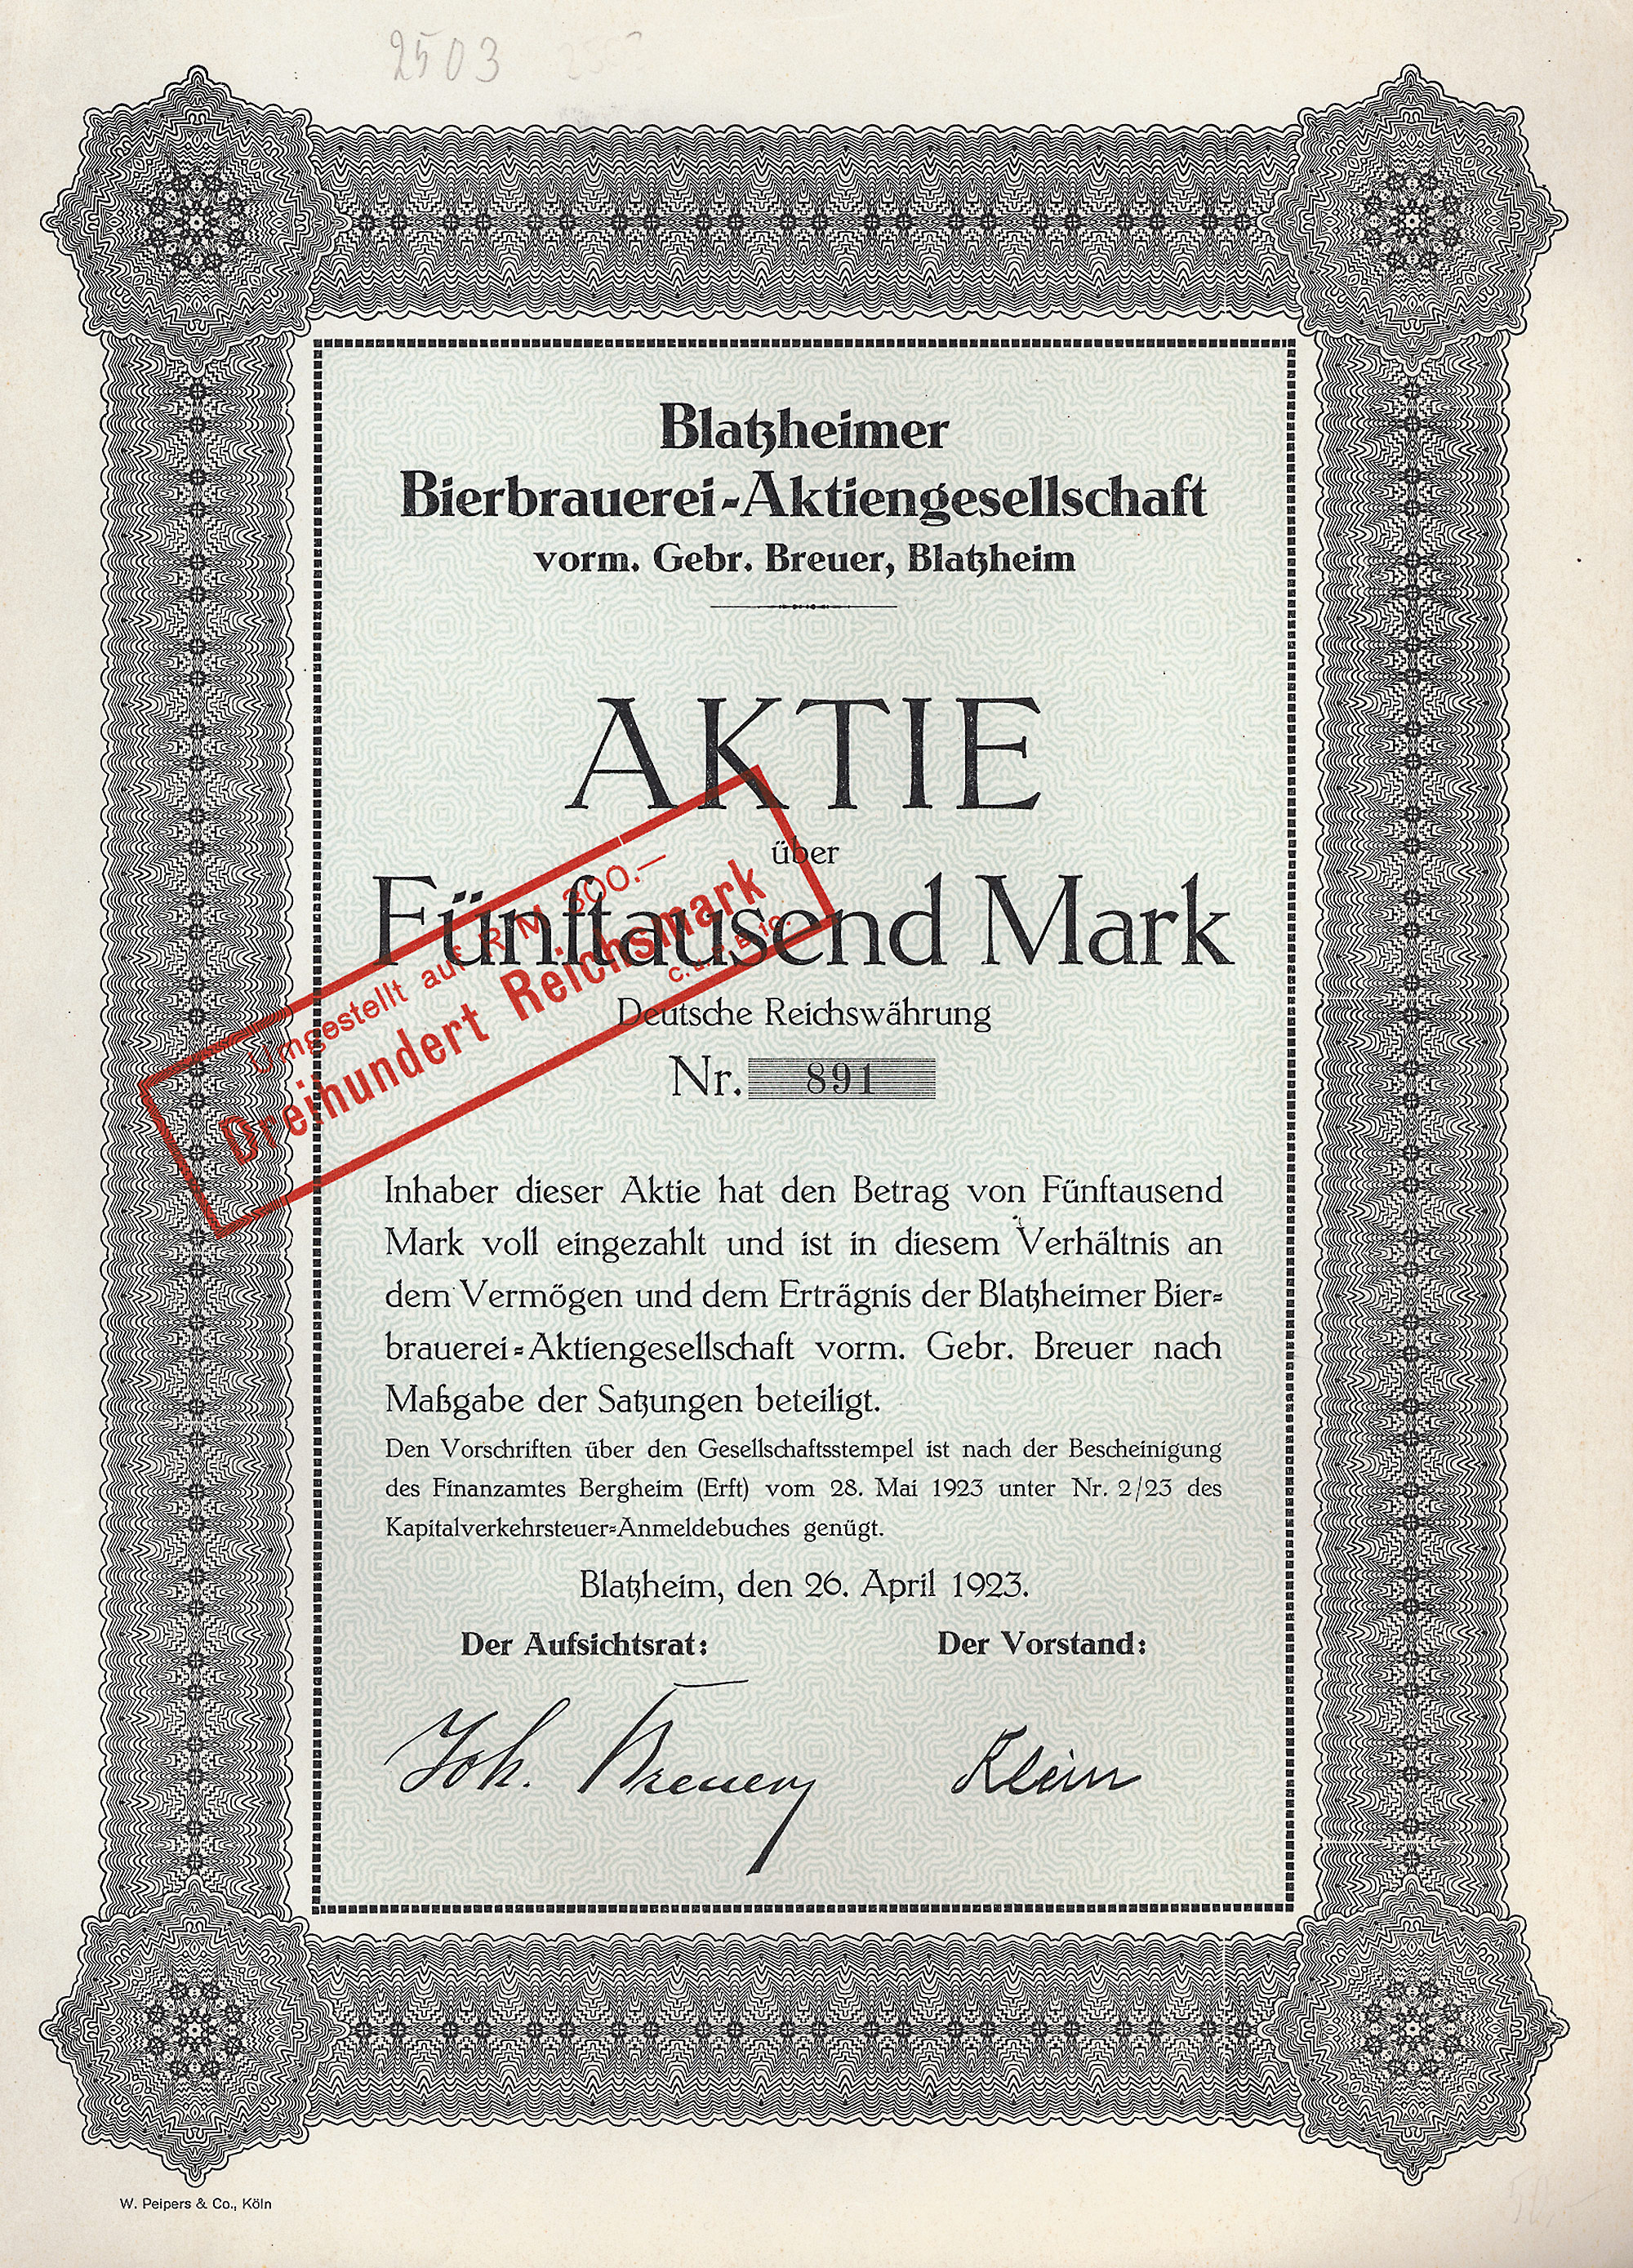 2503
Blatzheimer
Bierbrauerei-Aktiengesellschaft
vorm. Gebr. Breuer, Blatzheim
AKTIE
über
Fünftausend Mark
Deutsche Reichswährung
Nr. 891
Umgestellt auf R M 300.—
Dreihundert Reichsmark
Inhaber dieser Aktie hat den Betrag von Fünftausend
Mark voll eingezahlt und ist in diesem Verhältnis an
dem Vermögen und dem Erträgnis der Blatzheimer Bier-
brauerei-Aktiengesellschaft vorm. Gebr. Breuer nach
Maßgabe der Satzungen beteiligt.
Den Vorschriften über den Gesellschaftsstempel ist nach der Bescheinigung
des Finanzamtes Bergheim (Erft) vom 28. Mai 1923 unter Nr. 2/23 des
Kapitalverkehrsteuer-Anmeldebuches genügt.
Blatzheim, den 26. April 1923.
Der Aufsichtsrat: Der Vorstand:
Joh. Breuer Klein
W. Peipers & Co., Köln